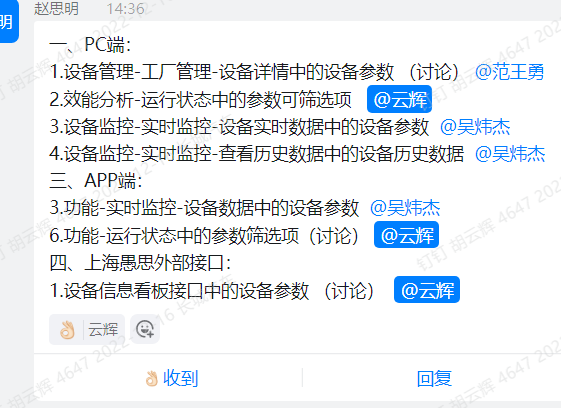 赵思明 14:36
明
一、PC端：
1.设备管理-工厂管理-设备详情中的设备参数 （讨论） @范王勇
2.效能分析-运行状态中的参数可筛选项 @云辉
3.设备监控-实时监控-设备实时数据中的设备参数 @吴炜杰
4.设备监控-实时监控-查看历史数据中的设备历史数据 @吴炜杰
三、APP端：
3.功能-实时监控-设备数据中的设备参数 @吴炜杰
6.功能-运行状态中的参数筛选项（讨论） @云辉
四、上海愚思外部接口：
1.设备信息看板接口中的设备参数 （讨论） @云辉
👌🏻 云辉
👌🏻收到 回复